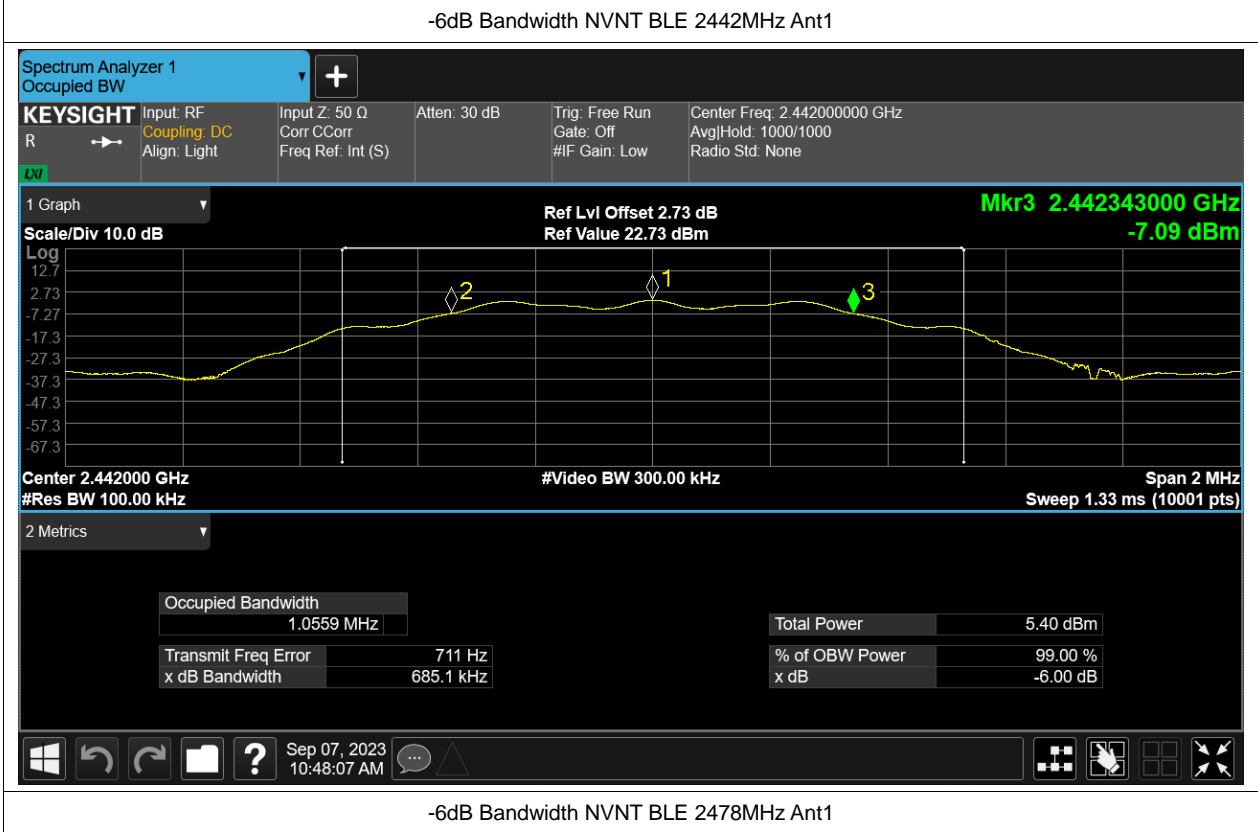 -6dB Bandwidth NVNT BLE 2442MHz Ant1
Spectrum Analyzer 1
Occupied BW
KEYSIGHT
R
LXI
Input: RF
Coupling: DC
Align: Light
Input Z: 50 Ω
Corr CCorr
Freq Ref: Int (S)
Atten: 30 dB
Trig: Free Run
Gate: Off
#IF Gain: Low
Center Freq: 2.442000000 GHz
Avg|Hold: 1000/1000
Radio Std: None
1 Graph
Scale/Div 10.0 dB
Ref Lvl Offset 2.73 dB
Ref Value 22.73 dBm
Mkr3 2.442343000 GHz
-7.09 dBm
Log
12.7
2.73
-7.27
-17.3
-27.3
-37.3
-47.3
-57.3
-67.3
2
1
3
Center 2.442000 GHz
#Res BW 100.00 kHz
#Video BW 300.00 kHz
Span 2 MHz
Sweep 1.33 ms (10001 pts)
2 Metrics
Occupied Bandwidth
1.0559 MHz
Transmit Freq Error 711 Hz
x dB Bandwidth 685.1 kHz
Total Power 5.40 dBm
% of OBW Power 99.00 %
x dB -6.00 dB
?
Sep 07, 2023
10:48:07 AM
-6dB Bandwidth NVNT BLE 2478MHz Ant1